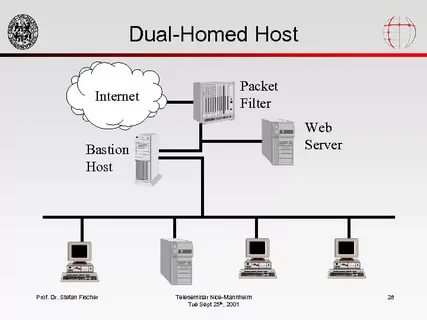 Dual-Homed Host
Internet
Packet
Filter
Web
Server
Bastion
Host
Prof. Dr. Stefan Fischer
Teleseminar Nice-Mannheim
Tue Sept 25th, 2001
26